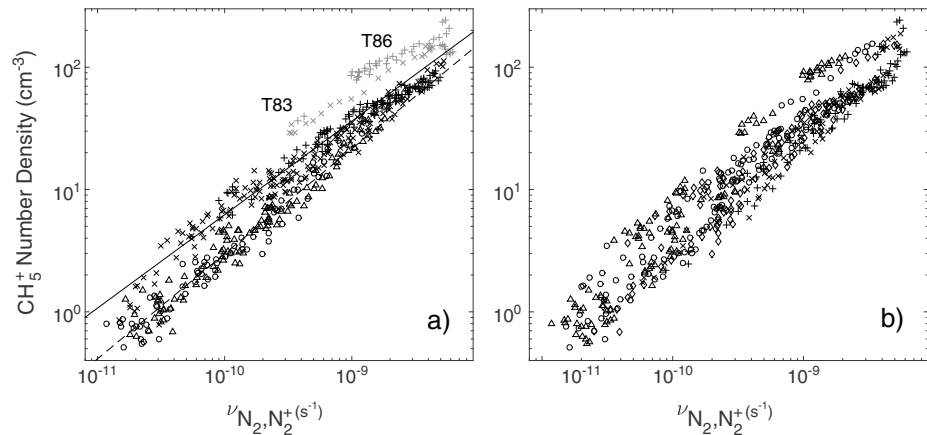 CH₅⁺ Number Density (cm⁻³)
10²
10¹
10⁰
T86
T83
a)
b)
10⁻¹¹ 10⁻¹⁰ 10⁻⁹
10⁻¹¹ 10⁻¹⁰ 10⁻⁹
10²
10¹
10⁰
νN₂,N₂⁺(s⁻¹)
νN₂,N₂⁺(s⁻¹)